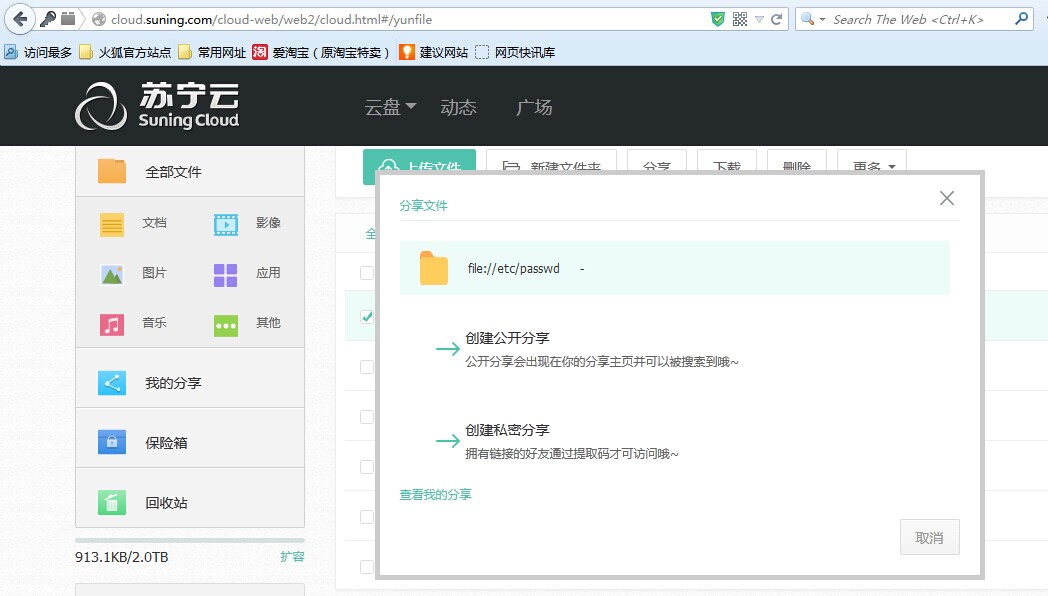 cloud.suning.com/cloud-web/web2/cloud.html#/yunfile
Search The Web <Ctrl+K>
访问最多 火狐官方站点 常用网址 淘 爱淘宝（原淘宝特卖） 建议网站 网页快讯库
苏宁云
Suning Cloud
云盘 动态 广场
全部文件
文档 影像
图片 应用
音乐 其他
我的分享
保险箱
回收站
913.1KB/2.0TB 扩容
上传文件 新建文件夹 分享 下载 删除 更多
全
分享文件
file://etc/passwd -
创建公开分享
公开分享会出现在你的分享主页并可以被搜索到哦~
创建私密分享
拥有链接的好友通过提取码才可访问哦~
查看我的分享
取消